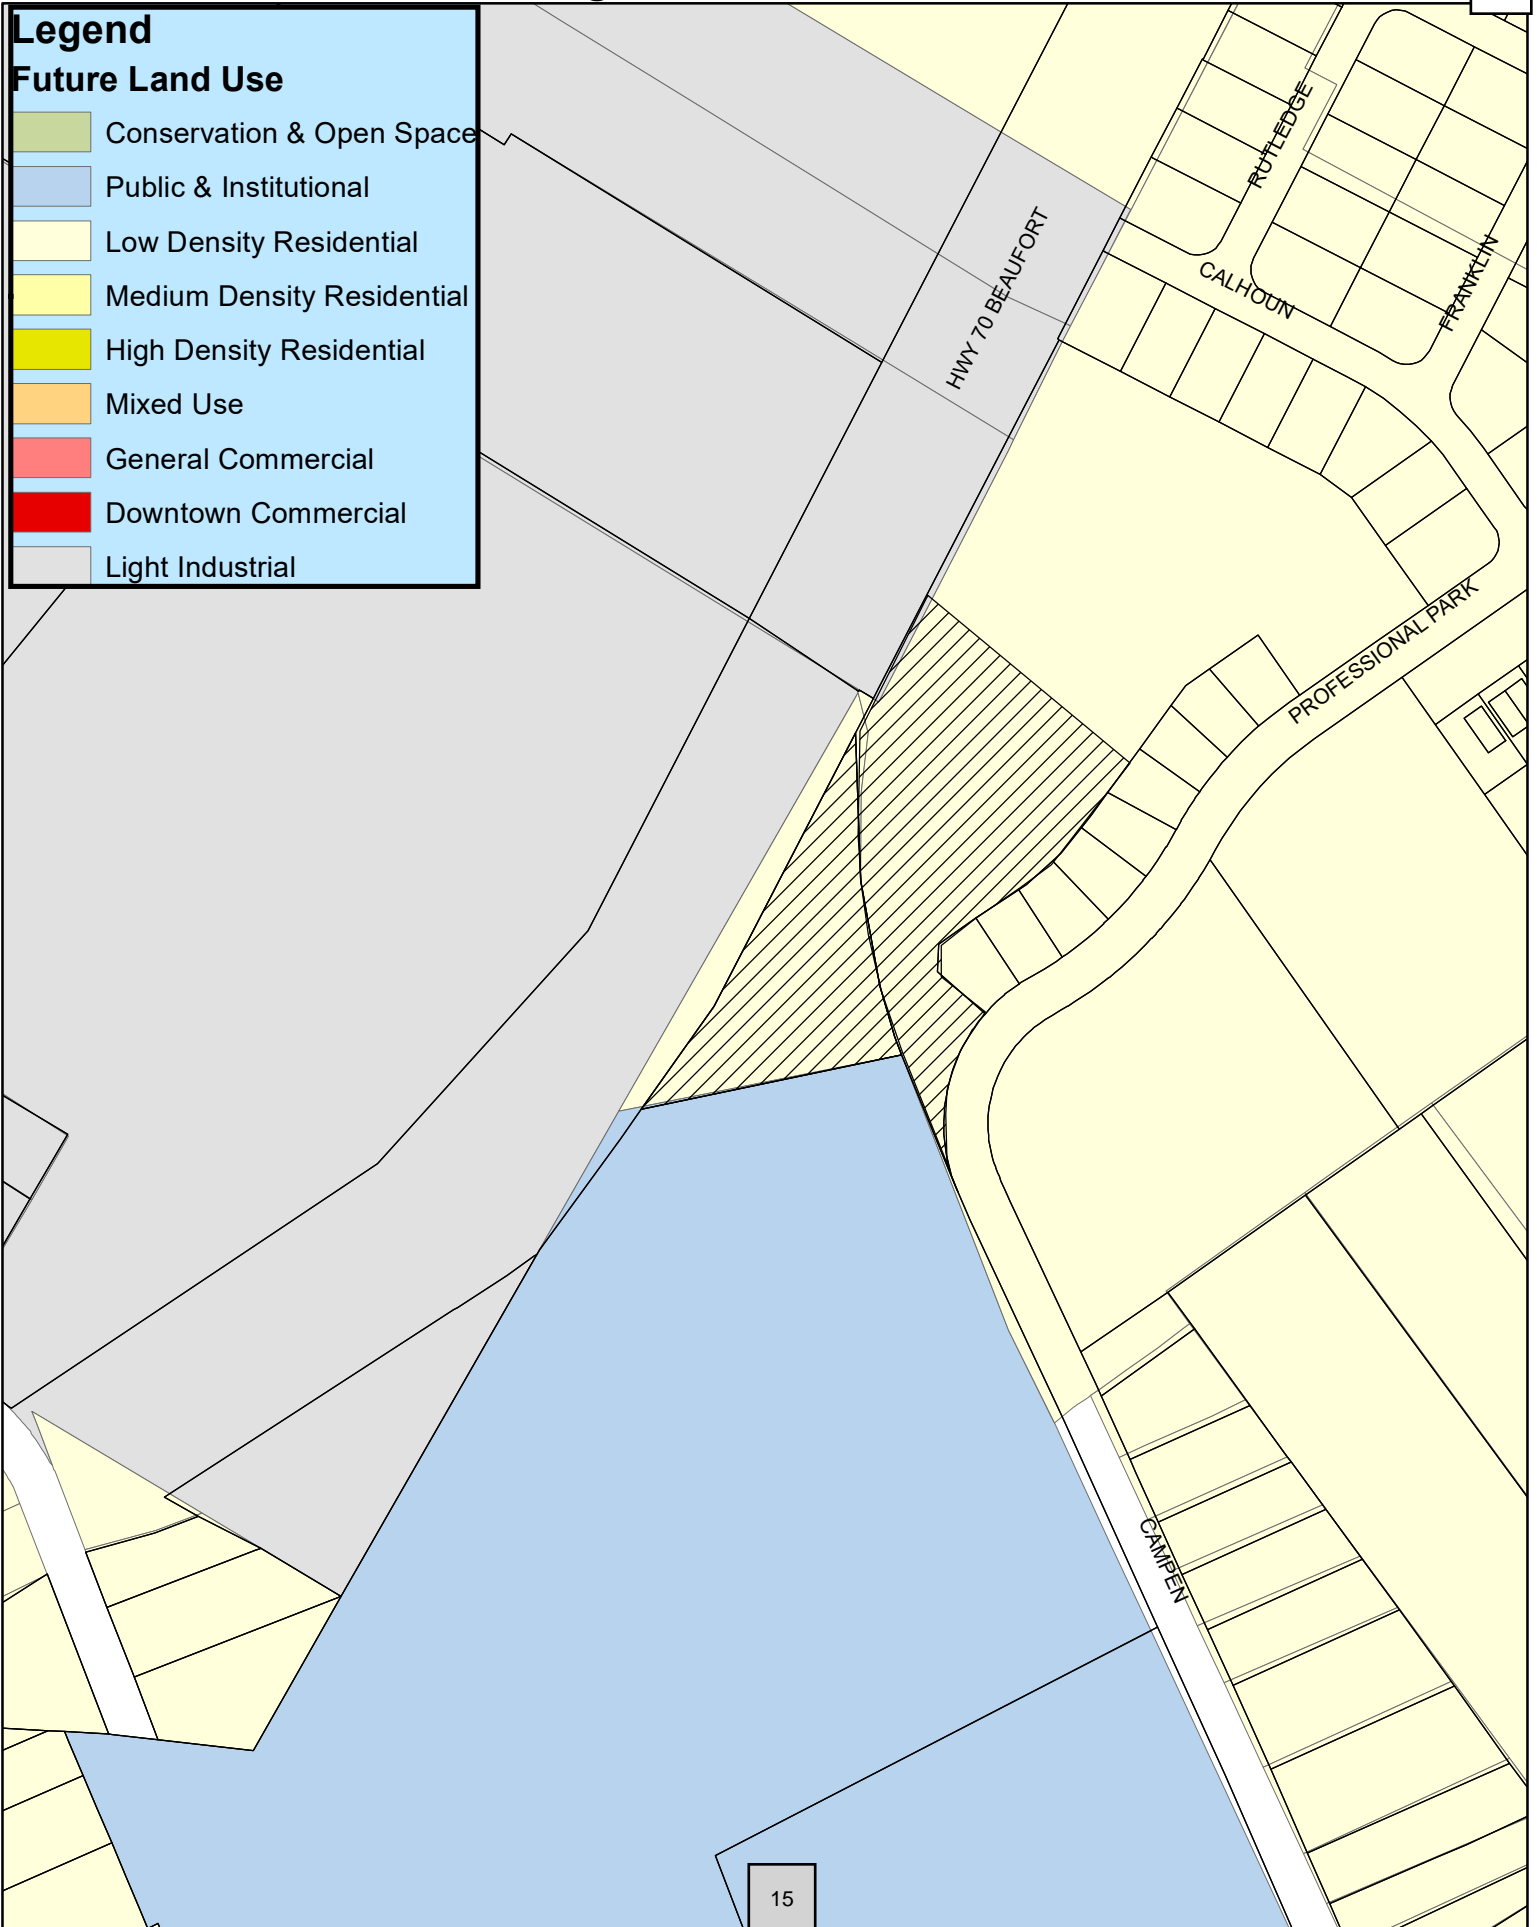 Legend
Future Land Use
Conservation & Open Space
Public & Institutional
Low Density Residential
Medium Density Residential
High Density Residential
Mixed Use
General Commercial
Downtown Commercial
Light Industrial
RUTLEDGE
HWY 70 BEAUFORT
CALHOUN
FRANKLIN
PROFESSIONAL PARK
CAMPEN
15